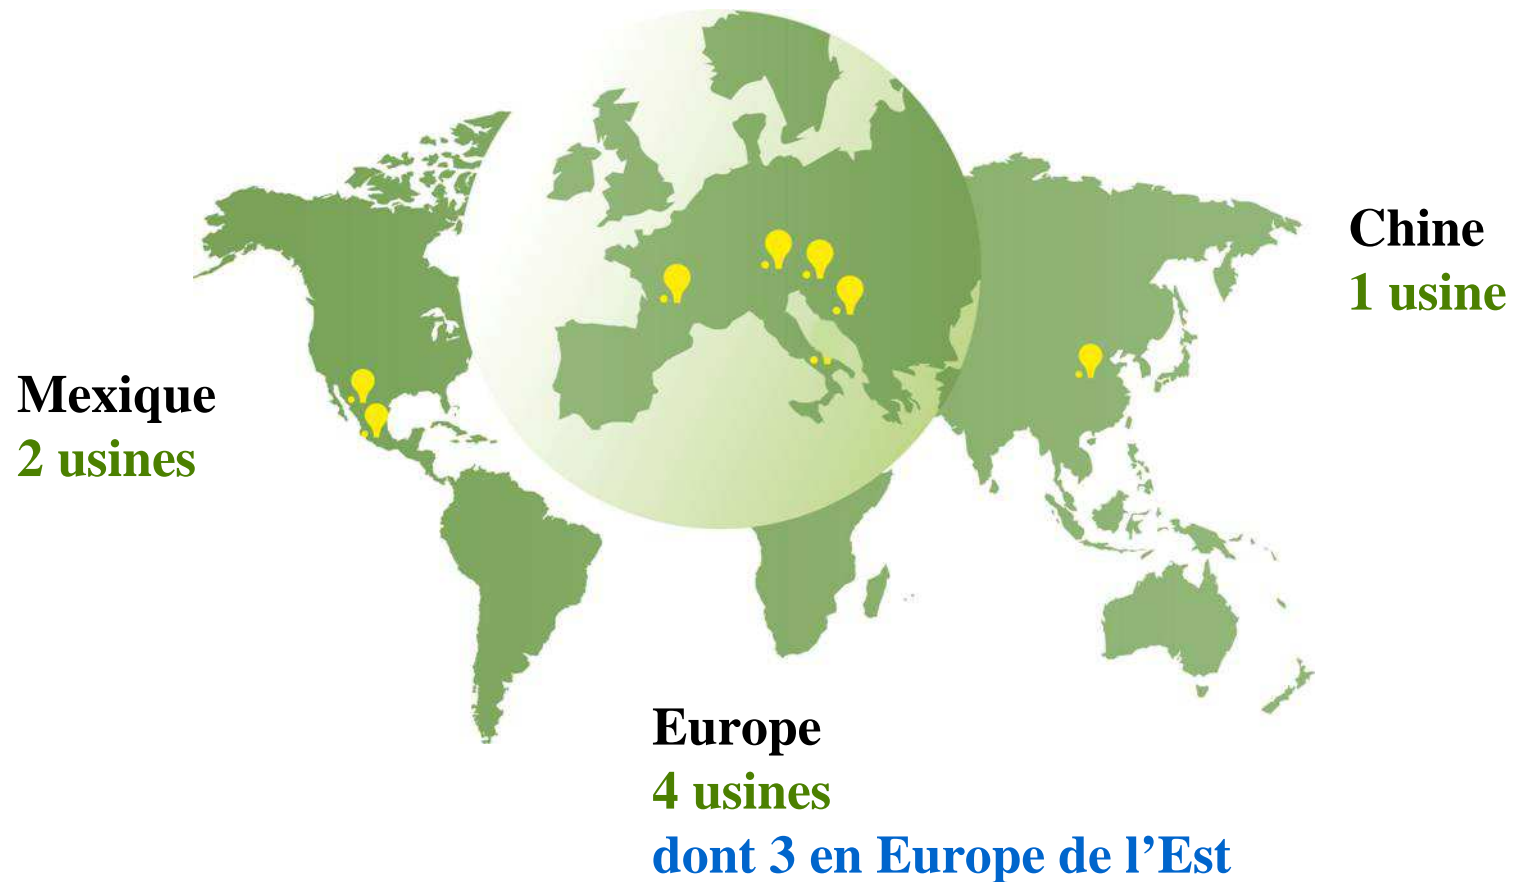 Chine
1 usine
Mexique
2 usines
Europe
4 usines
dont 3 en Europe de l’Est